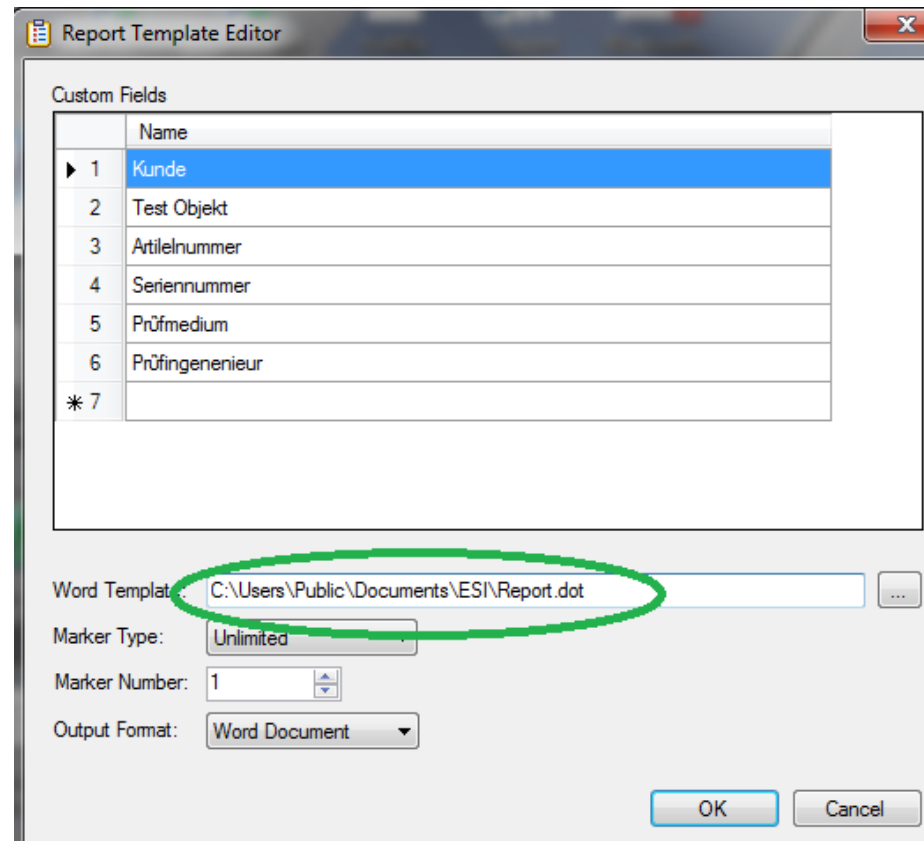 Report Template Editor
Custom Fields
Name
1 Kunde
2 Test Objekt
3 Artilelnummer
4 Seriennummer
5 Prüfmedium
6 Prüfingenenieur
* 7
Word Template: C:\Users\Public\Documents\ESI\Report.dot ...
Marker Type: Unlimited
Marker Number: 1
Output Format: Word Document
OK Cancel